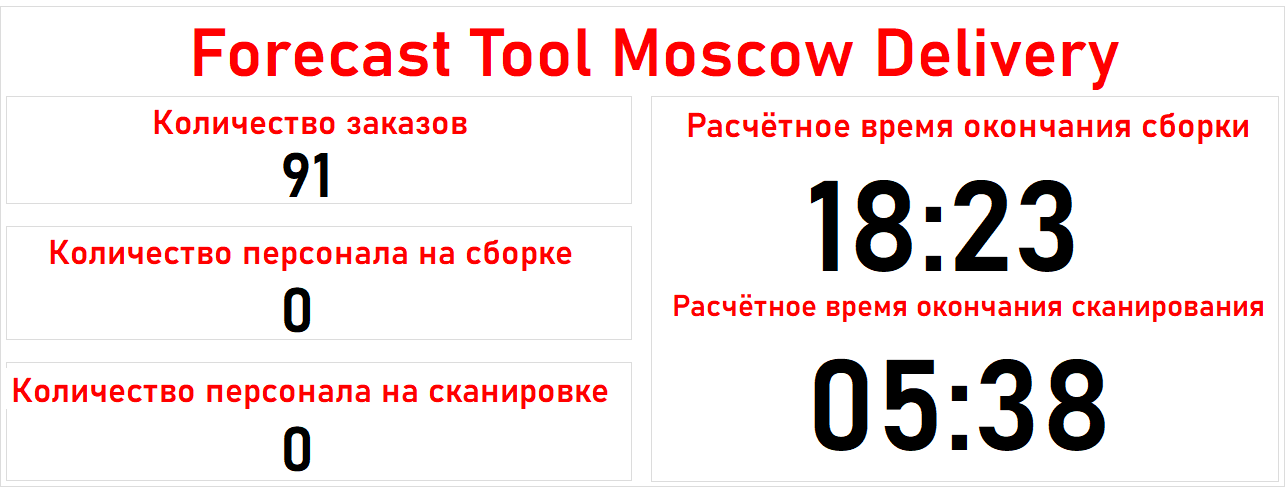 Forecast Tool Moscow Delivery
Количество заказов
91
Количество персонала на сборке
0
Количество персонала на сканировке
0
Расчётное время окончания сборки
18:23
Расчётное время окончания сканирования
05:38